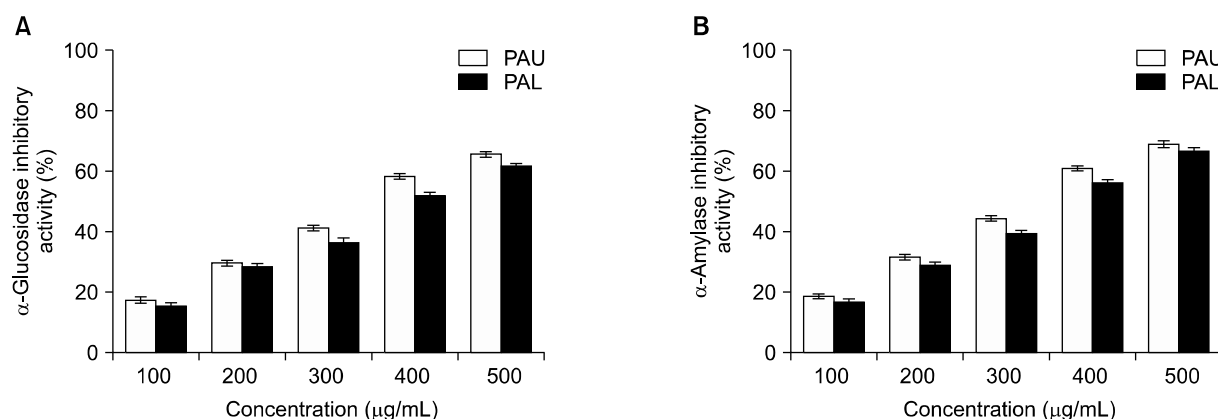 A
α-Glucosidase inhibitory
activity (%)
100
80
60
40
20
0
PAU
PAL
100 200 300 400 500
Concentration (μg/mL)
B
α-Amylase inhibitory
activity (%)
100
80
60
40
20
0
PAU
PAL
100 200 300 400 500
Concentration (μg/mL)